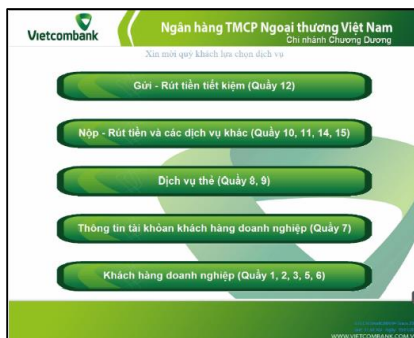 Vietcombank
Ngân hàng TMCP Ngoại thương Việt Nam
Chi nhánh Chương Dương
Xin mời quý khách lựa chọn dịch vụ
Gửi - Rút tiền tiết kiệm (Quầy 12)
Nộp - Rút tiền và các dịch vụ khác (Quầy 10, 11, 14, 15)
Dịch vụ thẻ (Quầy 8, 9)
Thông tin tài khỏan khách hàng doanh nghiệp (Quầy 7)
Khách hàng doanh nghiệp (Quầy 1, 2, 3, 5, 6)
WWW.VIETCOMBANK.COM.V